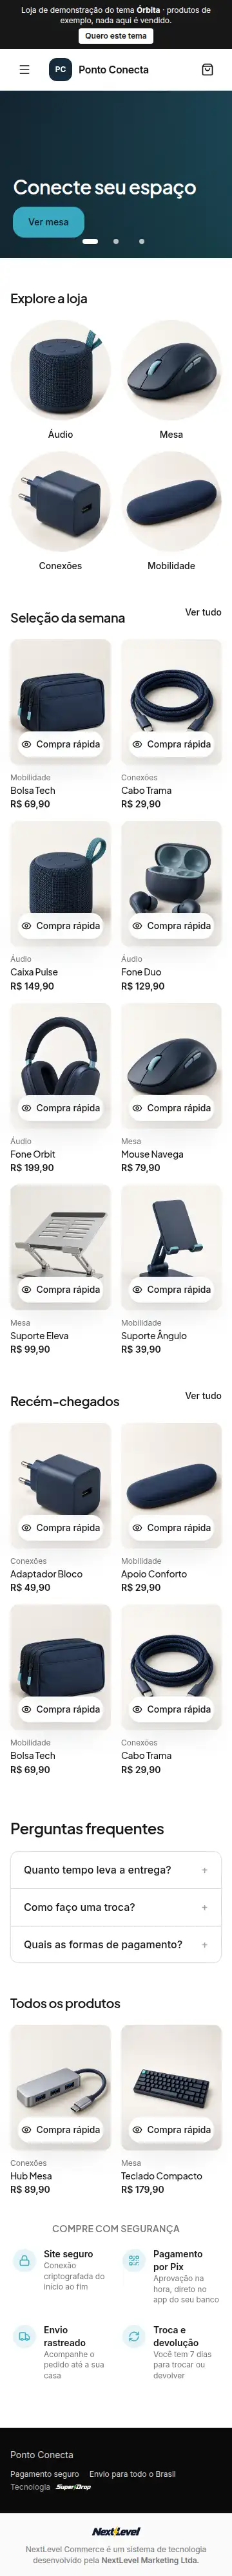 Loja de demonstração do tema Órbita · produtos de
exemplo, nada aqui é vendido.
Quero este tema
PC
Ponto Conecta
Conecte seu espaço
Ver mesa
Explore a loja
Áudio
Mesa
Conexões
Mobilidade
Seleção da semana
Ver tudo
Compra rápida
Compra rápida
Mobilidade
Conexões
Bolsa Tech
Cabo Trama
R$ 69,90
R$ 29,90
Compra rápida
Compra rápida
Áudio
Áudio
Caixa Pulse
Fone Duo
R$ 149,90
R$ 129,90
Compra rápida
Compra rápida
Áudio
Mesa
Fone Orbit
Mouse Navega
R$ 199,90
R$ 79,90
Compra rápida
Compra rápida
Mesa
Mobilidade
Suporte Eleva
Suporte Ângulo
R$ 99,90
R$ 39,90
Recém-chegados
Ver tudo
Compra rápida
Compra rápida
Conexões
Mobilidade
Adaptador Bloco
Apoio Conforto
R$ 49,90
R$ 29,90
Compra rápida
Compra rápida
Mobilidade
Conexões
Bolsa Tech
Cabo Trama
R$ 69,90
R$ 29,90
Perguntas frequentes
Quanto tempo leva a entrega? +
Como faço uma troca? +
Quais as formas de pagamento? +
Todos os produtos
Compra rápida
Compra rápida
Conexões
Mesa
Hub Mesa
Teclado Compacto
R$ 89,90
R$ 179,90
COMPRE COM SEGURANÇA
Site seguro
Conexão
criptografada do
início ao fim
Pagamento
por Pix
Aprovação na
hora, direto no
app do seu banco
Envio
rastreado
Acompanhe o
pedido até a sua
casa
Troca e
devolução
Você tem 7 dias
para trocar ou
devolver
Ponto Conecta
Pagamento seguro
Envio para todo o Brasil
Tecnologia SuperDrop
NextLevel
NextLevel Commerce é um sistema de tecnologia
desenvolvido pela NextLevel Marketing Ltda.